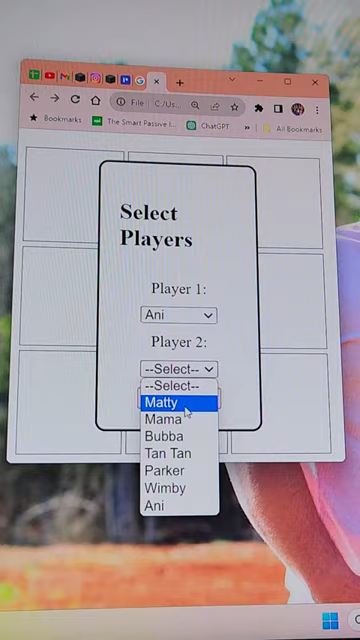 File
C:/Us...
Bookmarks
The Smart Passive I...
ChatGPT
»
All Bookmarks
Select
Players
Player 1:
Ani
Player 2:
--Select--
--Select--
Matty
Mama
Bubba
Tan Tan
Parker
Wimby
Ani